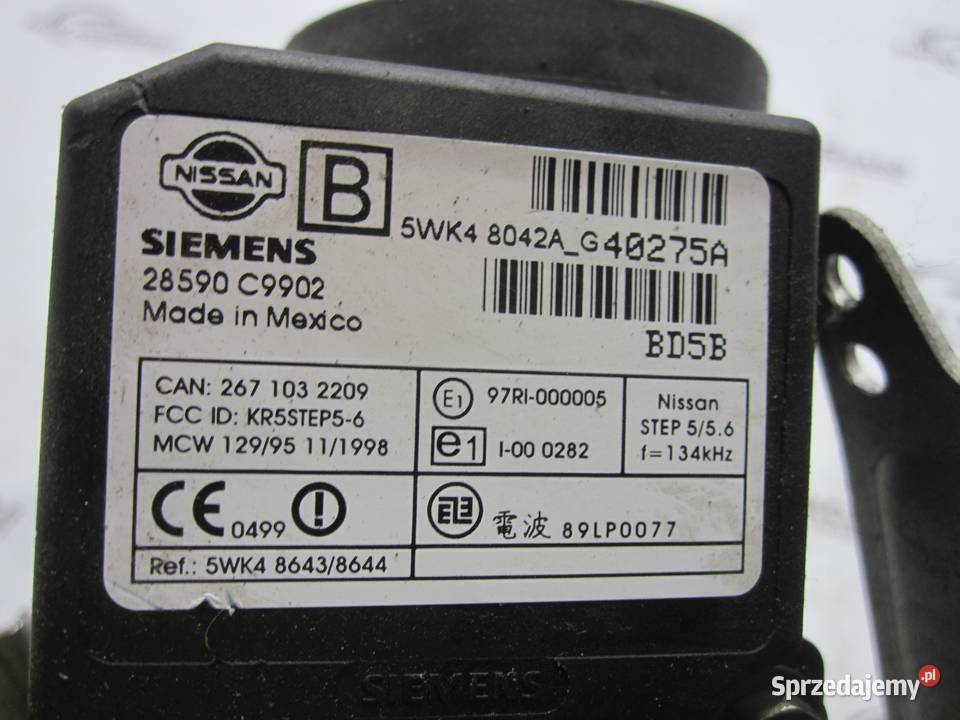 NISSAN
B
5WK4 8042A_G40275A
SIEMENS
28590 C9902
Made in Mexico
BD5B
CAN: 267 103 2209
FCC ID: KR5STEP5-6
MCW 129/95 11/1998
E1 97RI-000005
e1 I-00 0282
Nissan
STEP 5/5.6
f=134kHz
CE 0499
電波 89LP0077
Ref.: 5WK4 8643/8644
SIEMENS
Sprzedajemy.pl